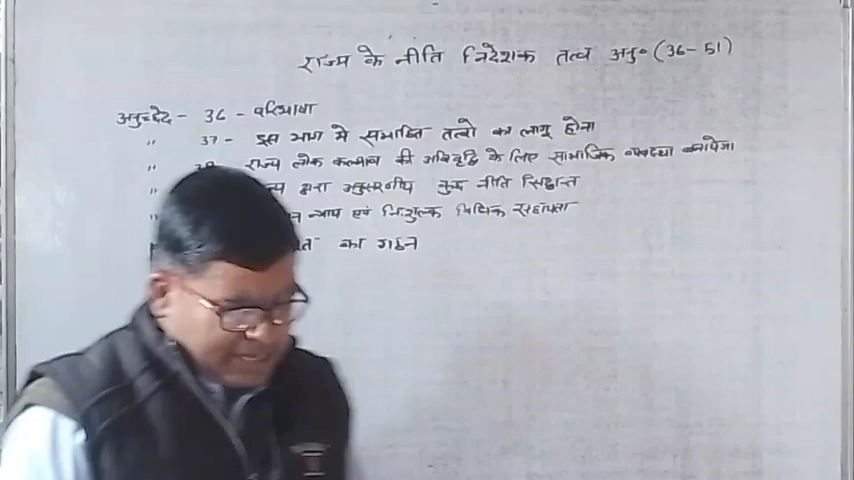 राज्य के नीति निदेशक तत्व अनु० (36-51)
अनुच्छेद - 36 - परिभाषा
" 37 - इस भाग मे समाहित तत्वो का लागू होना
" राज्य लोक कल्याण की अभिवृद्धि के लिए सामाजिक व्यवस्था बनायेगा
" द्वारा अनुसरणीय कुछ नीति सिद्धान्त
" न्याय एवं निःशुल्क विधिक सहायता
का गठन